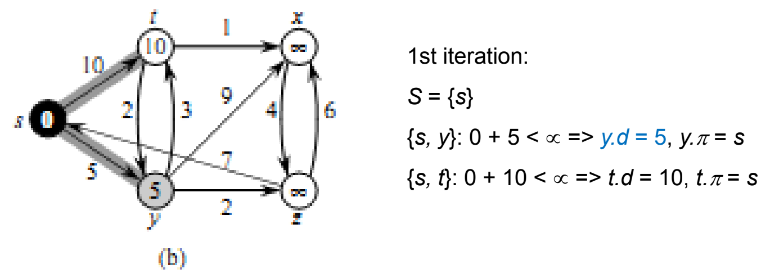 t
x
1
10
∞
10
9
2
3
4
6
s
0
5
7
5
2
∞
y
z
(b)
1st iteration:
S = {s}
{s, y}: 0 + 5 < ∝ => y.d = 5, y.π = s
{s, t}: 0 + 10 < ∝ => t.d = 10, t.π = s